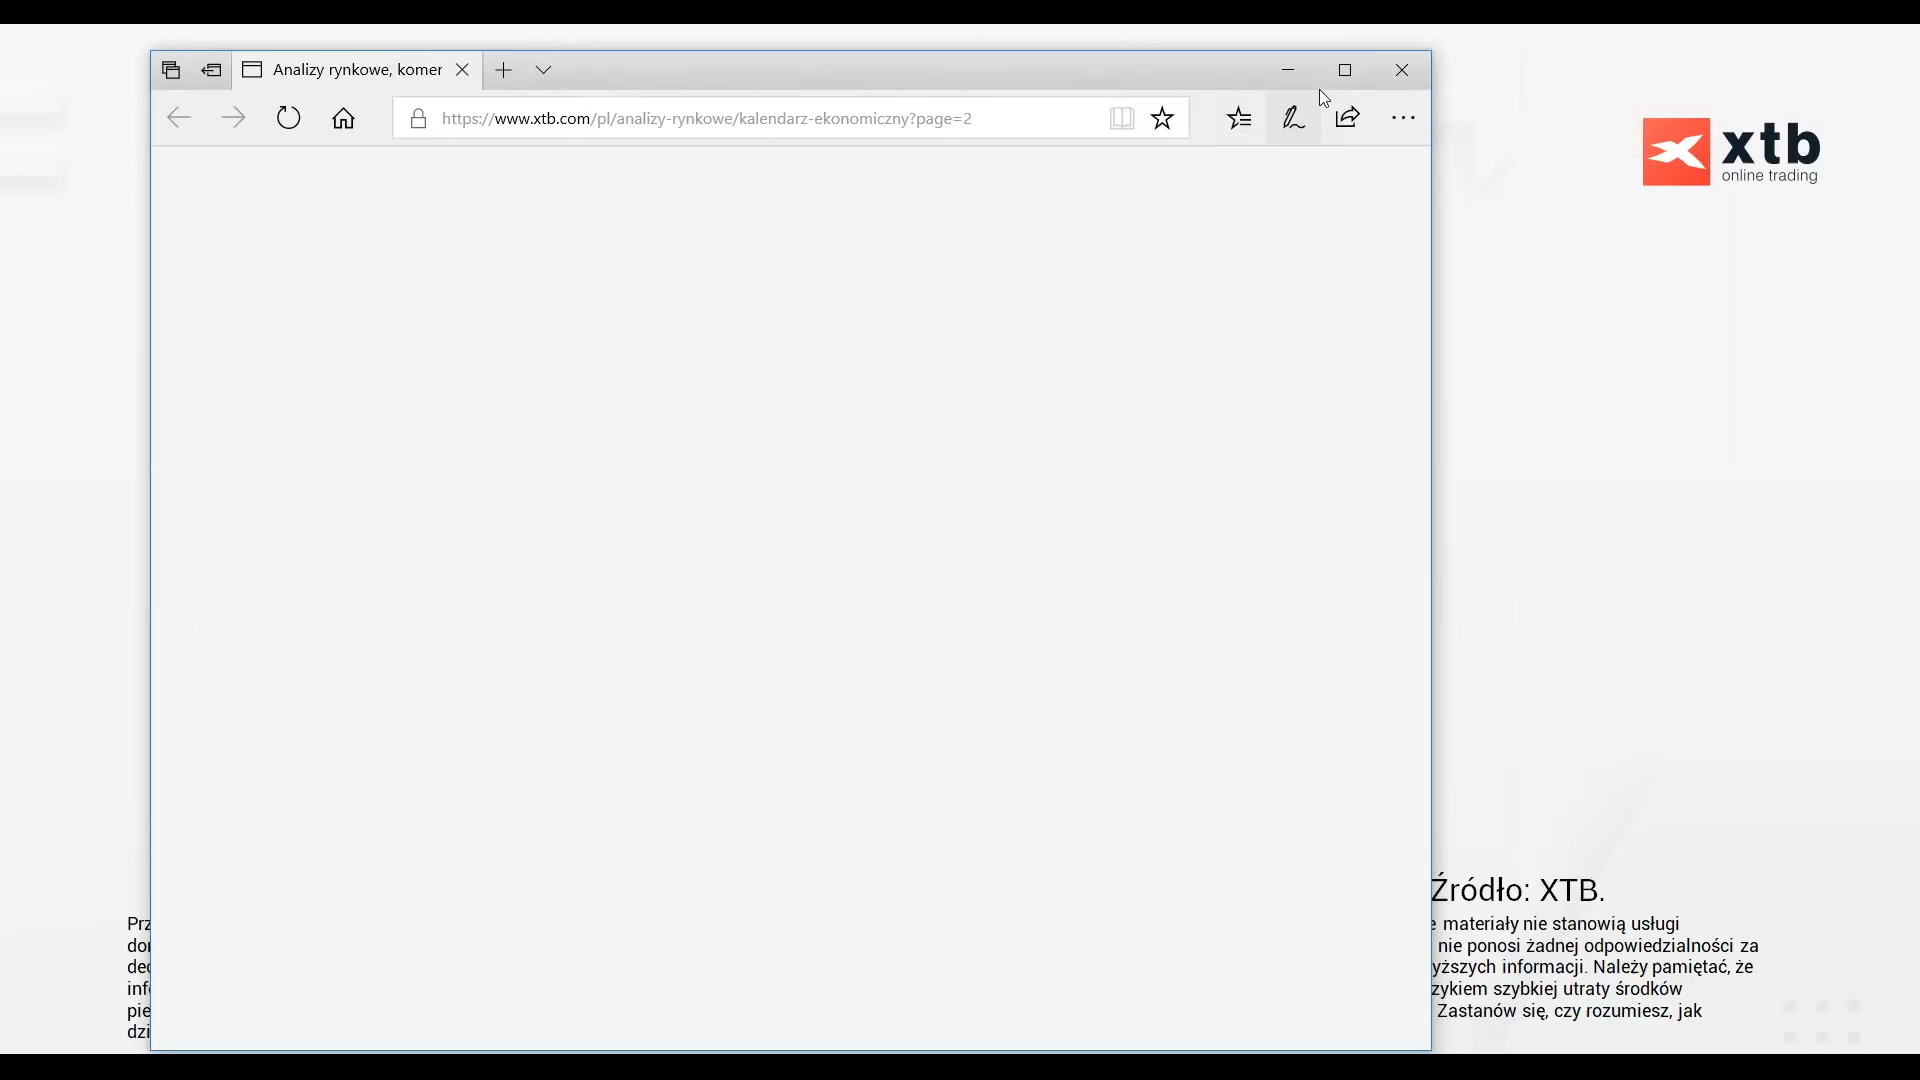 Analizy rynkowe, komer
https://www.xtb.com/pl/analizy-rynkowe/kalendarz-ekonomiczny?page=2
xtb
online trading
Źródło: XTB.
materiały nie stanowią usługi
nie ponosi żadnej odpowiedzialności za
informacji. Należy pamiętać, że
szybkiej utraty środków
Zastanów się, czy rozumiesz, jak